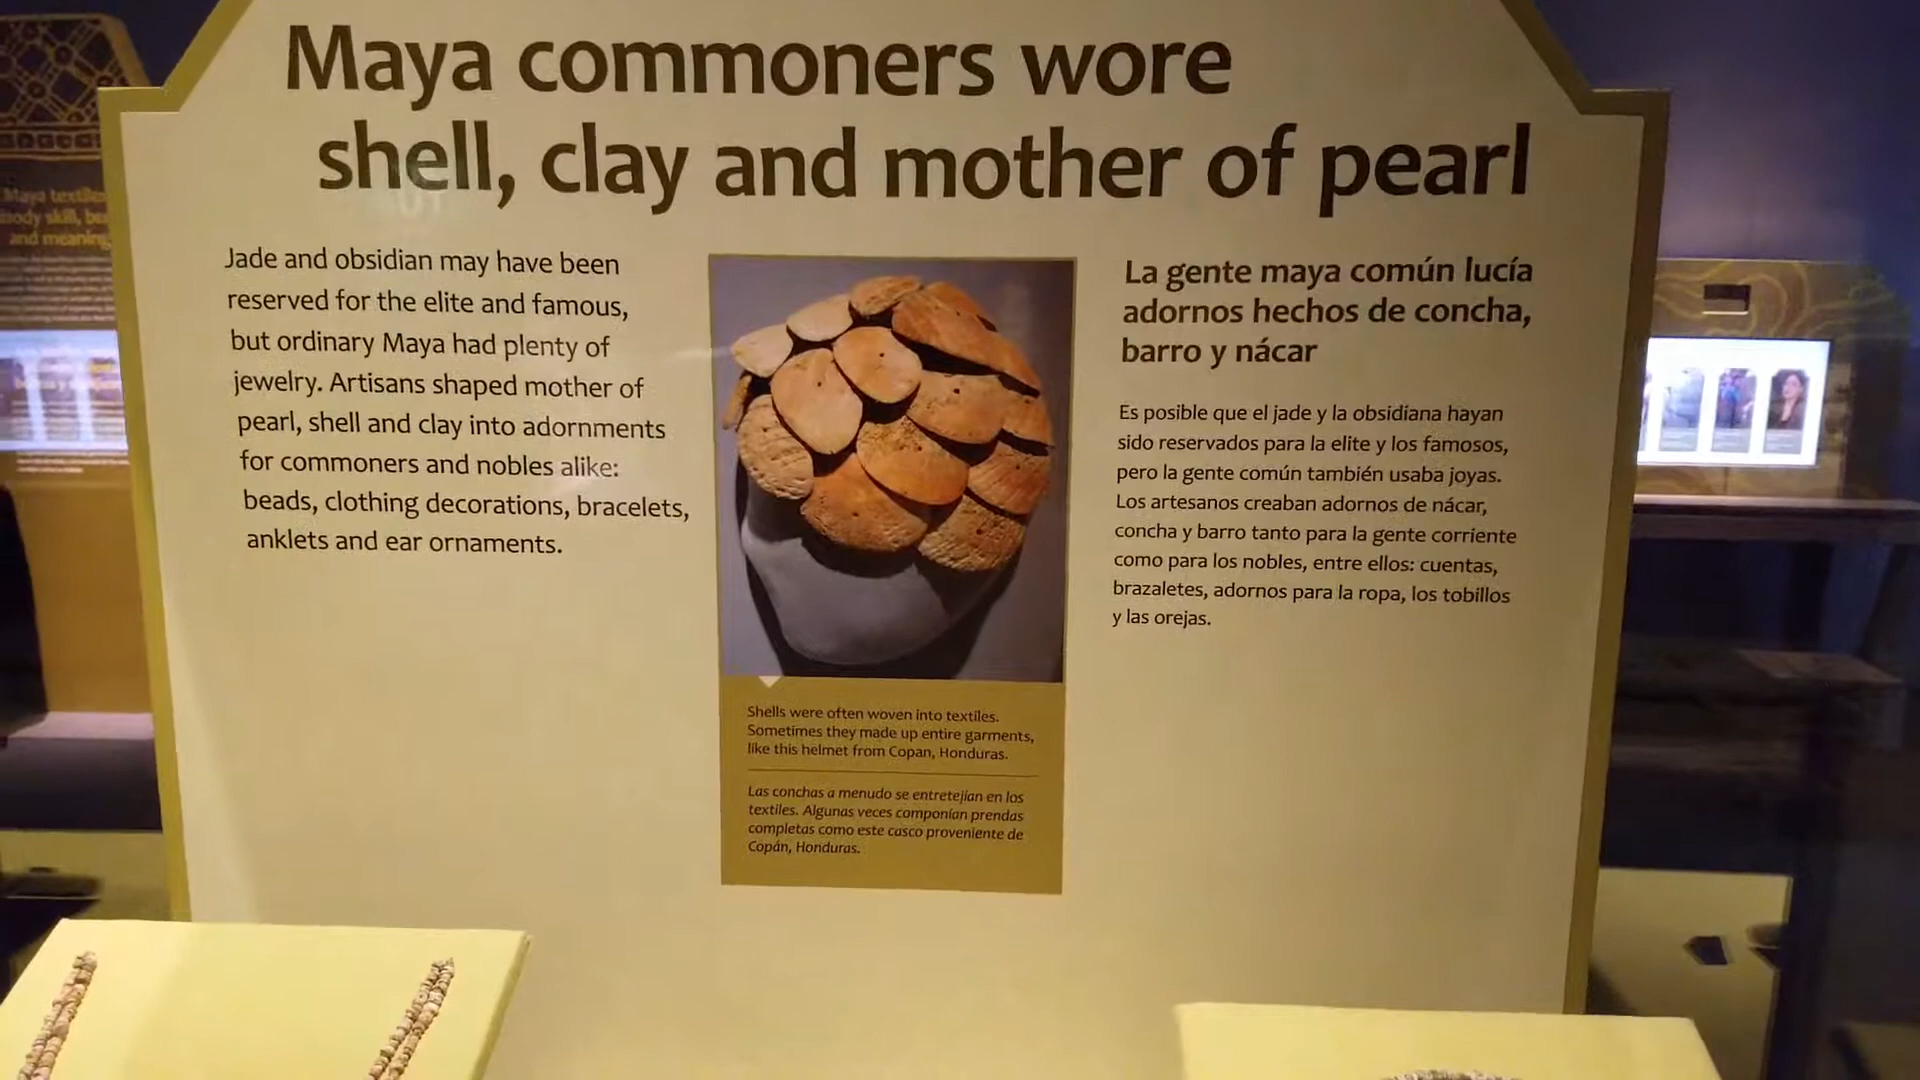 Maya commoners wore
shell, clay and mother of pearl
Jade and obsidian may have been
reserved for the elite and famous,
but ordinary Maya had plenty of
jewelry. Artisans shaped mother of
pearl, shell and clay into adornments
for commoners and nobles alike:
beads, clothing decorations, bracelets,
anklets and ear ornaments.
Shells were often woven into textiles.
Sometimes they made up entire garments,
like this helmet from Copan, Honduras.
Las conchas a menudo se entretejían en los
textiles. Algunas veces componían prendas
completas como este casco proveniente de
Copán, Honduras.
La gente maya común lucía
adornos hechos de concha,
barro y nácar
Es posible que el jade y la obsidiana hayan
sido reservados para la elite y los famosos,
pero la gente común también usaba joyas.
Los artesanos creaban adornos de nácar,
concha y barro tanto para la gente corriente
como para los nobles, entre ellos: cuentas,
brazaletes, adornos para la ropa, los tobillos
y las orejas.
Maya textiles
and meaning